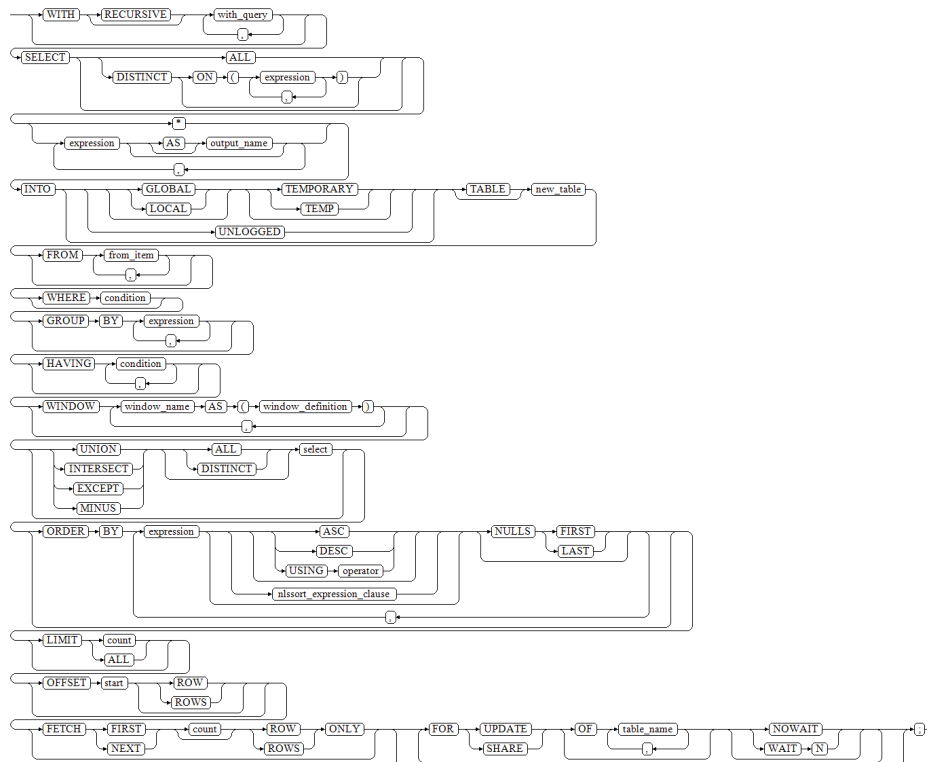 WITH RECURSIVE with_query
,
SELECT ALL
DISTINCT ON ( expression )
,
*
expression AS output_name
,
INTO GLOBAL TEMPORARY TABLE new_table
LOCAL TEMP
UNLOGGED
FROM from_item
,
WHERE condition
GROUP BY expression
,
HAVING condition
,
WINDOW window_name AS ( window_definition )
,
UNION ALL select
INTERSECT DISTINCT
EXCEPT
MINUS
ORDER BY expression ASC NULLS FIRST
DESC LAST
USING operator
nlssort_expression_clause
,
LIMIT count
ALL
OFFSET start ROW
ROWS
FETCH FIRST count ROW ONLY FOR UPDATE OF table_name NOWAIT ;
NEXT ROWS SHARE , WAIT N